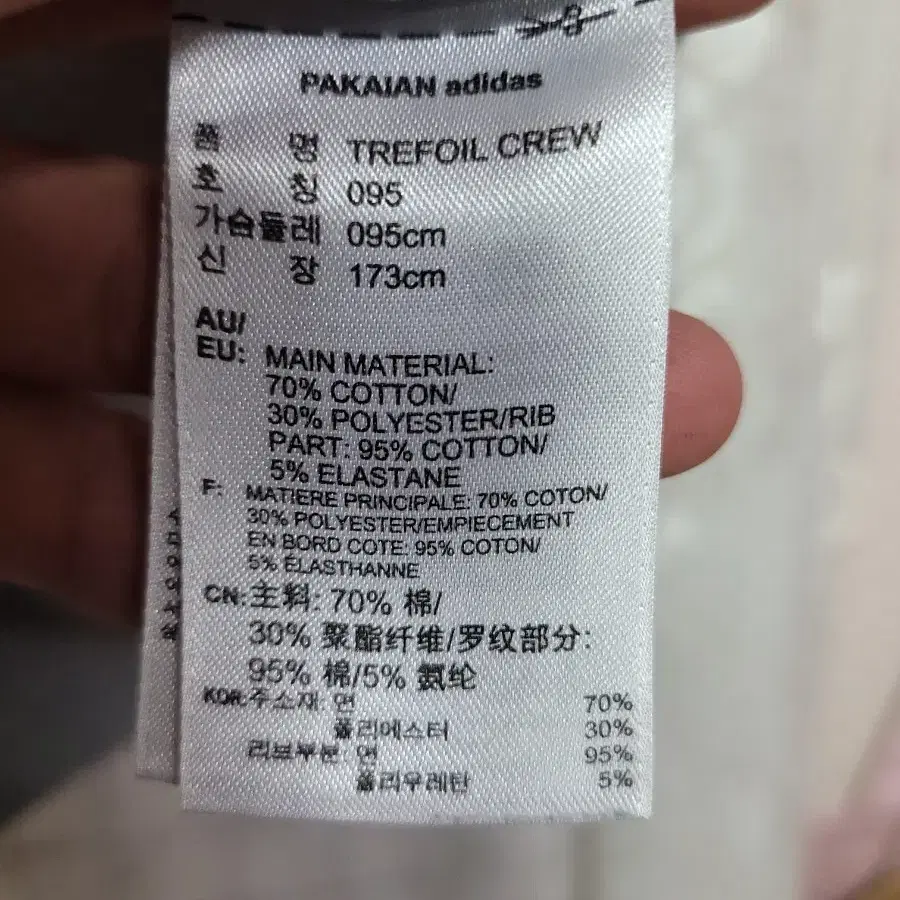 PAKAIAN adidas
품 명 TREFOIL CREW
호 칭 095
가슴둘레 095cm
신 장 173cm
AU/
EU: MAIN MATERIAL:
70% COTTON/
30% POLYESTER/RIB
PART: 95% COTTON/
5% ELASTANE
F: MATIERE PRINCIPALE: 70% COTON/
30% POLYESTER/EMPIECEMENT
EN BORD COTE: 95% COTON/
5% ÉLASTHANNE
CN:主料: 70% 棉/
30% 聚酯纤维/罗纹部分:
95% 棉/5% 氨纶
KOR:주소재: 면 70%
폴리에스터 30%
리브부분: 면 95%
폴리우레탄 5%